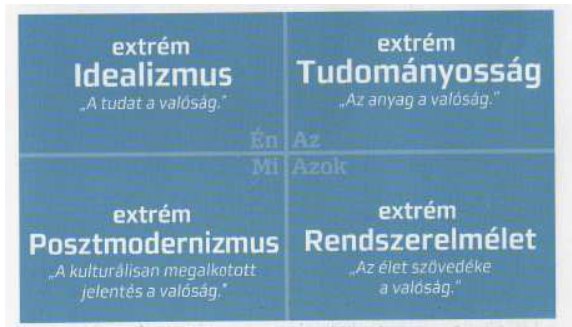 extrém
Idealizmus
„A tudat a valóság.”
extrém
Tudományosság
„Az anyag a valóság.”
Én
Az
Mi
Azok
extrém
Posztmodernizmus
„A kulturálisan megalkotott
jelentés a valóság.”
extrém
Rendszerelmélet
„Az élet szövedéke
a valóság.”